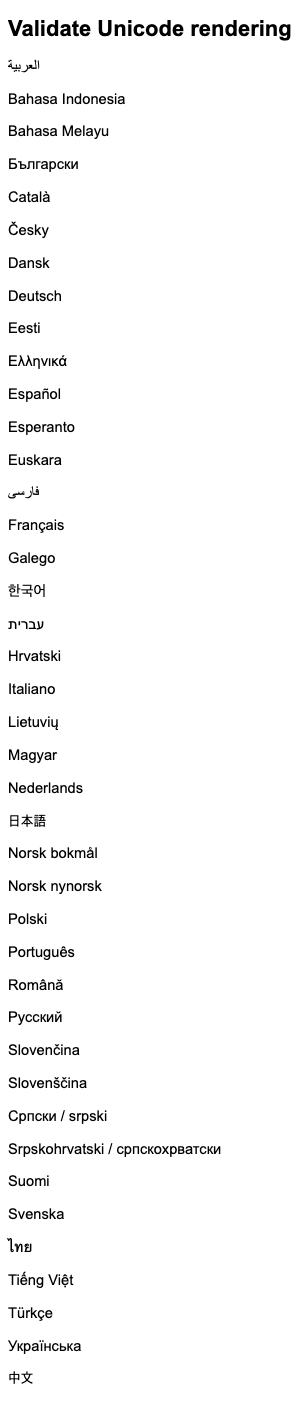 Validate Unicode rendering
العربية
Bahasa Indonesia
Bahasa Melayu
Български
Català
Česky
Dansk
Deutsch
Eesti
Ελληνικά
Español
Esperanto
Euskara
فارسی
Français
Galego
한국어
עברית
Hrvatski
Italiano
Lietuvių
Magyar
Nederlands
日本語
Norsk bokmål
Norsk nynorsk
Polski
Português
Română
Русский
Slovenčina
Slovenščina
Српски / srpski
Srpskohrvatski / српскохрватски
Suomi
Svenska
ไทย
Tiếng Việt
Türkçe
Українська
中文